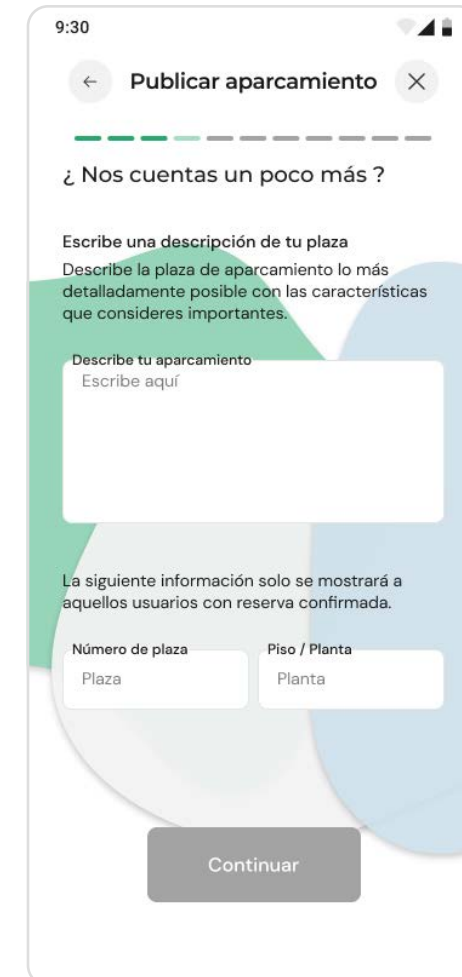 9:30
Publicar aparcamiento
¿ Nos cuentas un poco más ?
Escribe una descripción de tu plaza
Describe la plaza de aparcamiento lo más
detalladamente posible con las características
que consideres importantes.
Describe tu aparcamiento
Escribe aquí
La siguiente información solo se mostrará a
aquellos usuarios con reserva confirmada.
Número de plaza Piso / Planta
Plaza Planta
Continuar